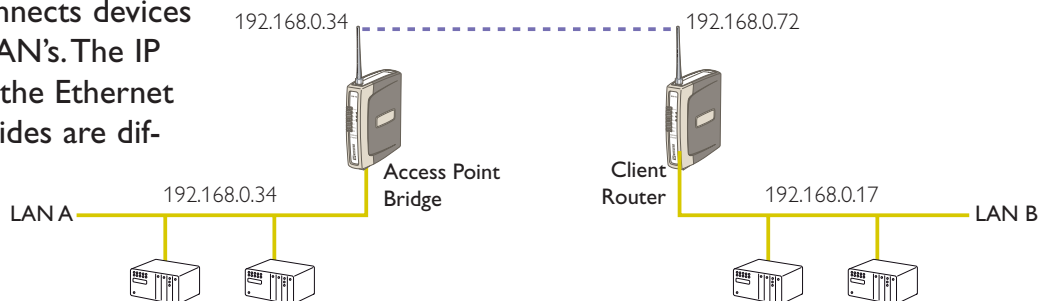 nnects devices
AN's. The IP
the Ethernet
ides are dif-
192.168.0.34
192.168.0.72
Access Point
Bridge
Client
Router
192.168.0.34
192.168.0.17
LAN A
LAN B